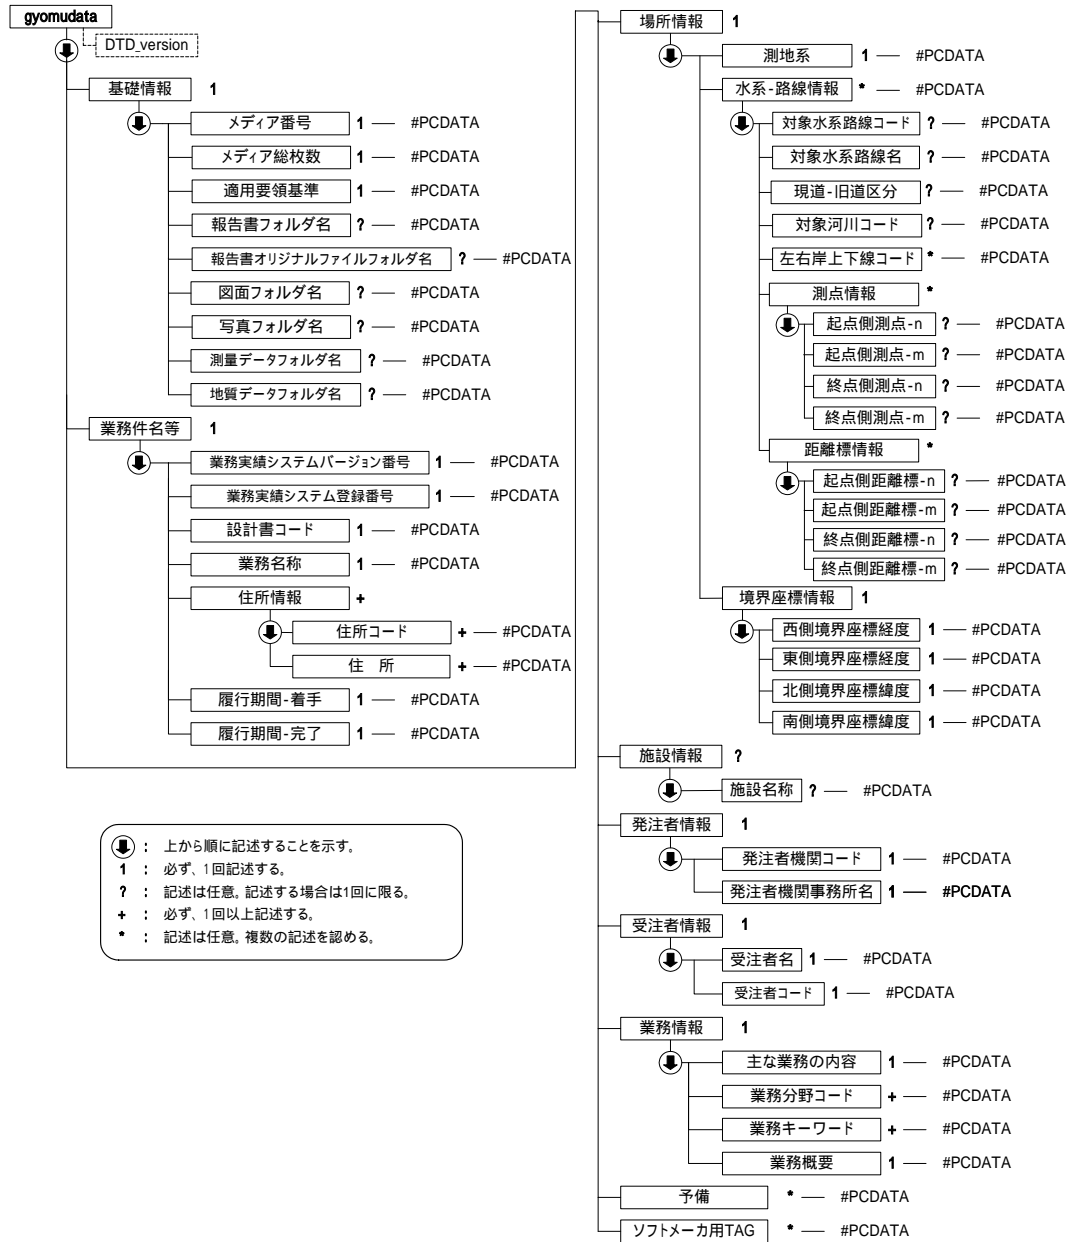 gyomudata
DTD_version
基礎情報 1
メディア番号 1 #PCDATA
メディア総枚数 1 #PCDATA
適用要領基準 1 #PCDATA
報告書フォルダ名 ? #PCDATA
報告書オリジナルファイルフォルダ名 ? #PCDATA
図面フォルダ名 ? #PCDATA
写真フォルダ名 ? #PCDATA
測量データフォルダ名 ? #PCDATA
地質データフォルダ名 ? #PCDATA
業務件名等 1
業務実績システムバージョン番号 1 #PCDATA
業務実績システム登録番号 1 #PCDATA
設計書コード 1 #PCDATA
業務名称 1 #PCDATA
住所情報 +
住所コード + #PCDATA
住 所 + #PCDATA
履行期間-着手 1 #PCDATA
履行期間-完了 1 #PCDATA
: 上から順に記述することを示す。
1 : 必ず、1回記述する。
? : 記述は任意。記述する場合は1回に限る。
+ : 必ず、1回以上記述する。
* : 記述は任意。複数の記述を認める。
場所情報 1
測地系 1 #PCDATA
水系-路線情報 * #PCDATA
対象水系路線コード ? #PCDATA
対象水系路線名 ? #PCDATA
現道-旧道区分 ? #PCDATA
対象河川コード ? #PCDATA
左右岸上下線コード * #PCDATA
測点情報 *
起点側測点-n ? #PCDATA
起点側測点-m ? #PCDATA
終点側測点-n ? #PCDATA
終点側測点-m ? #PCDATA
距離標情報 *
起点側距離標-n ? #PCDATA
起点側距離標-m ? #PCDATA
終点側距離標-n ? #PCDATA
終点側距離標-m ? #PCDATA
境界座標情報 1
西側境界座標経度 1 #PCDATA
東側境界座標経度 1 #PCDATA
北側境界座標緯度 1 #PCDATA
南側境界座標緯度 1 #PCDATA
施設情報 ?
施設名称 ? #PCDATA
発注者情報 1
発注者機関コード 1 #PCDATA
発注者機関事務所名 1 #PCDATA
受注者情報 1
受注者名 1 #PCDATA
受注者コード 1 #PCDATA
業務情報 1
主な業務の内容 1 #PCDATA
業務分野コード + #PCDATA
業務キーワード + #PCDATA
業務概要 1 #PCDATA
予備 * #PCDATA
ソフトメーカ用TAG * #PCDATA